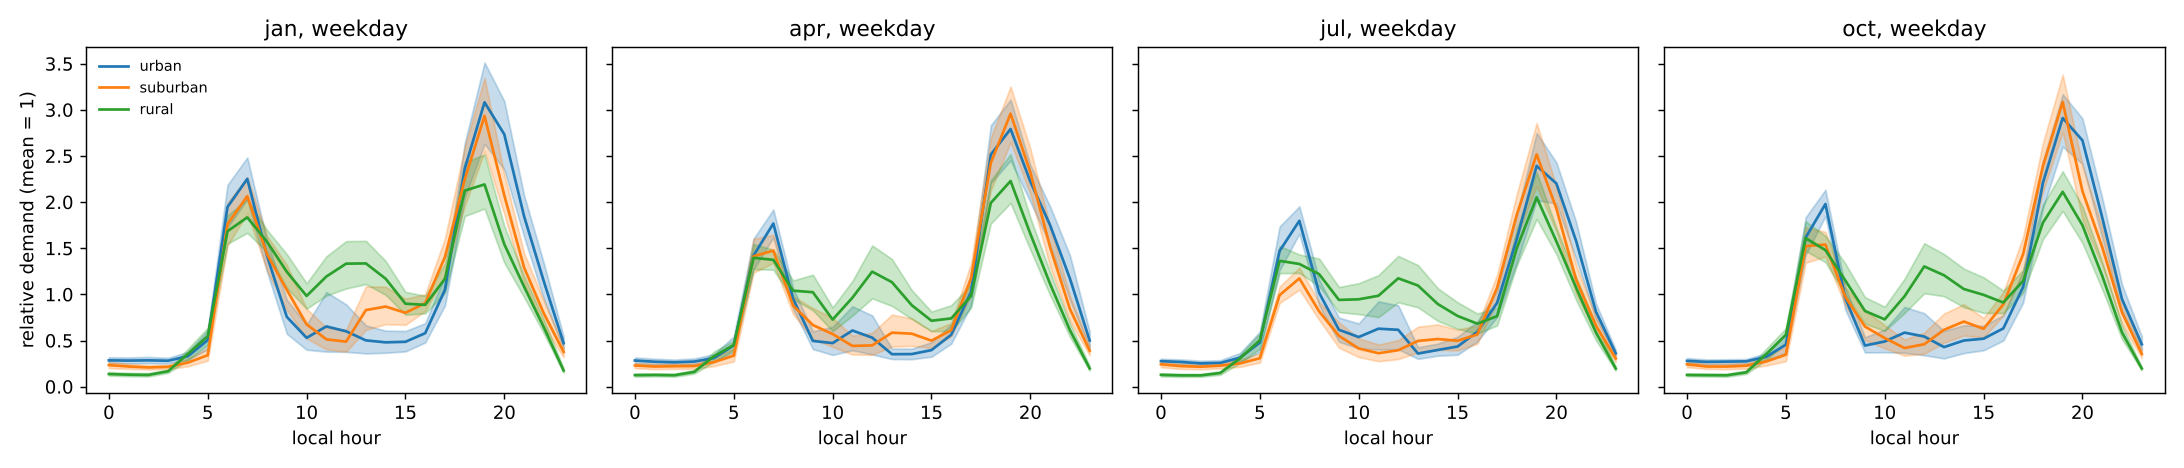 jan, weekday
apr, weekday
jul, weekday
oct, weekday
relative demand (mean = 1)
3.5
3.0
2.5
2.0
1.5
1.0
0.5
0.0
urban
suburban
rural
0 5 10 15 20
0 5 10 15 20
0 5 10 15 20
0 5 10 15 20
local hour
local hour
local hour
local hour